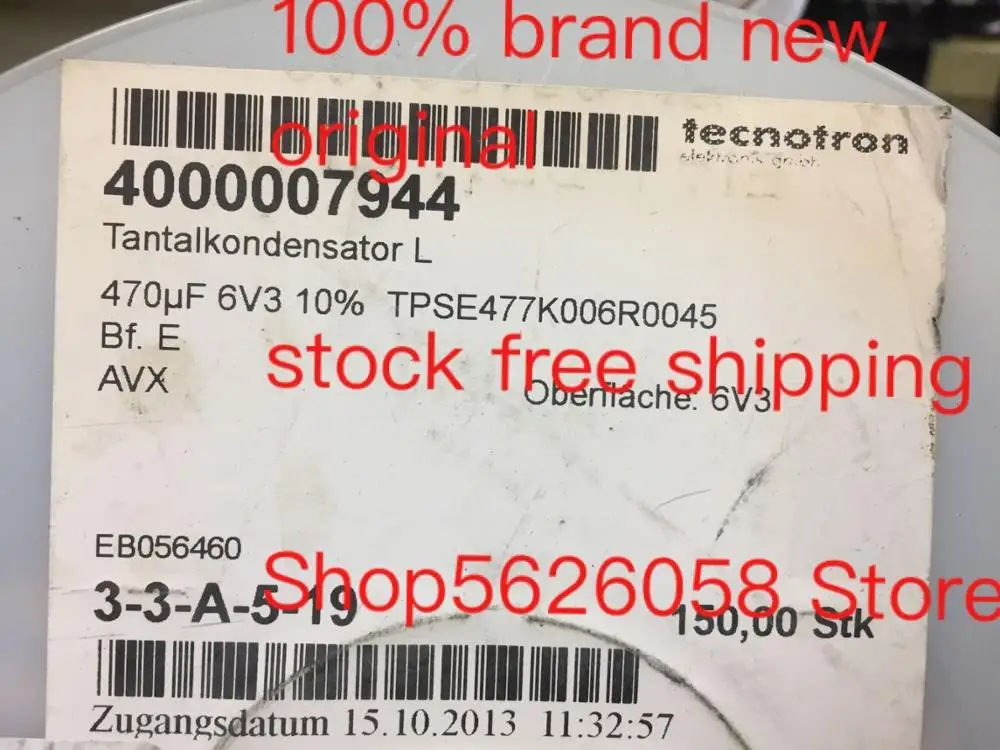 100% brand new
original
tecnotron
elektronik gmbh
4000007944
Tantalkondensator L
470µF 6V3 10% TPSE477K006R0045
Bf. E
stock free shipping
AVX
Oberfläche: 6V3
EB056460
Shop5626058 Store
3-3-A-5-19
150,00 Stk
Zugangsdatum 15.10.2013 11:32:57